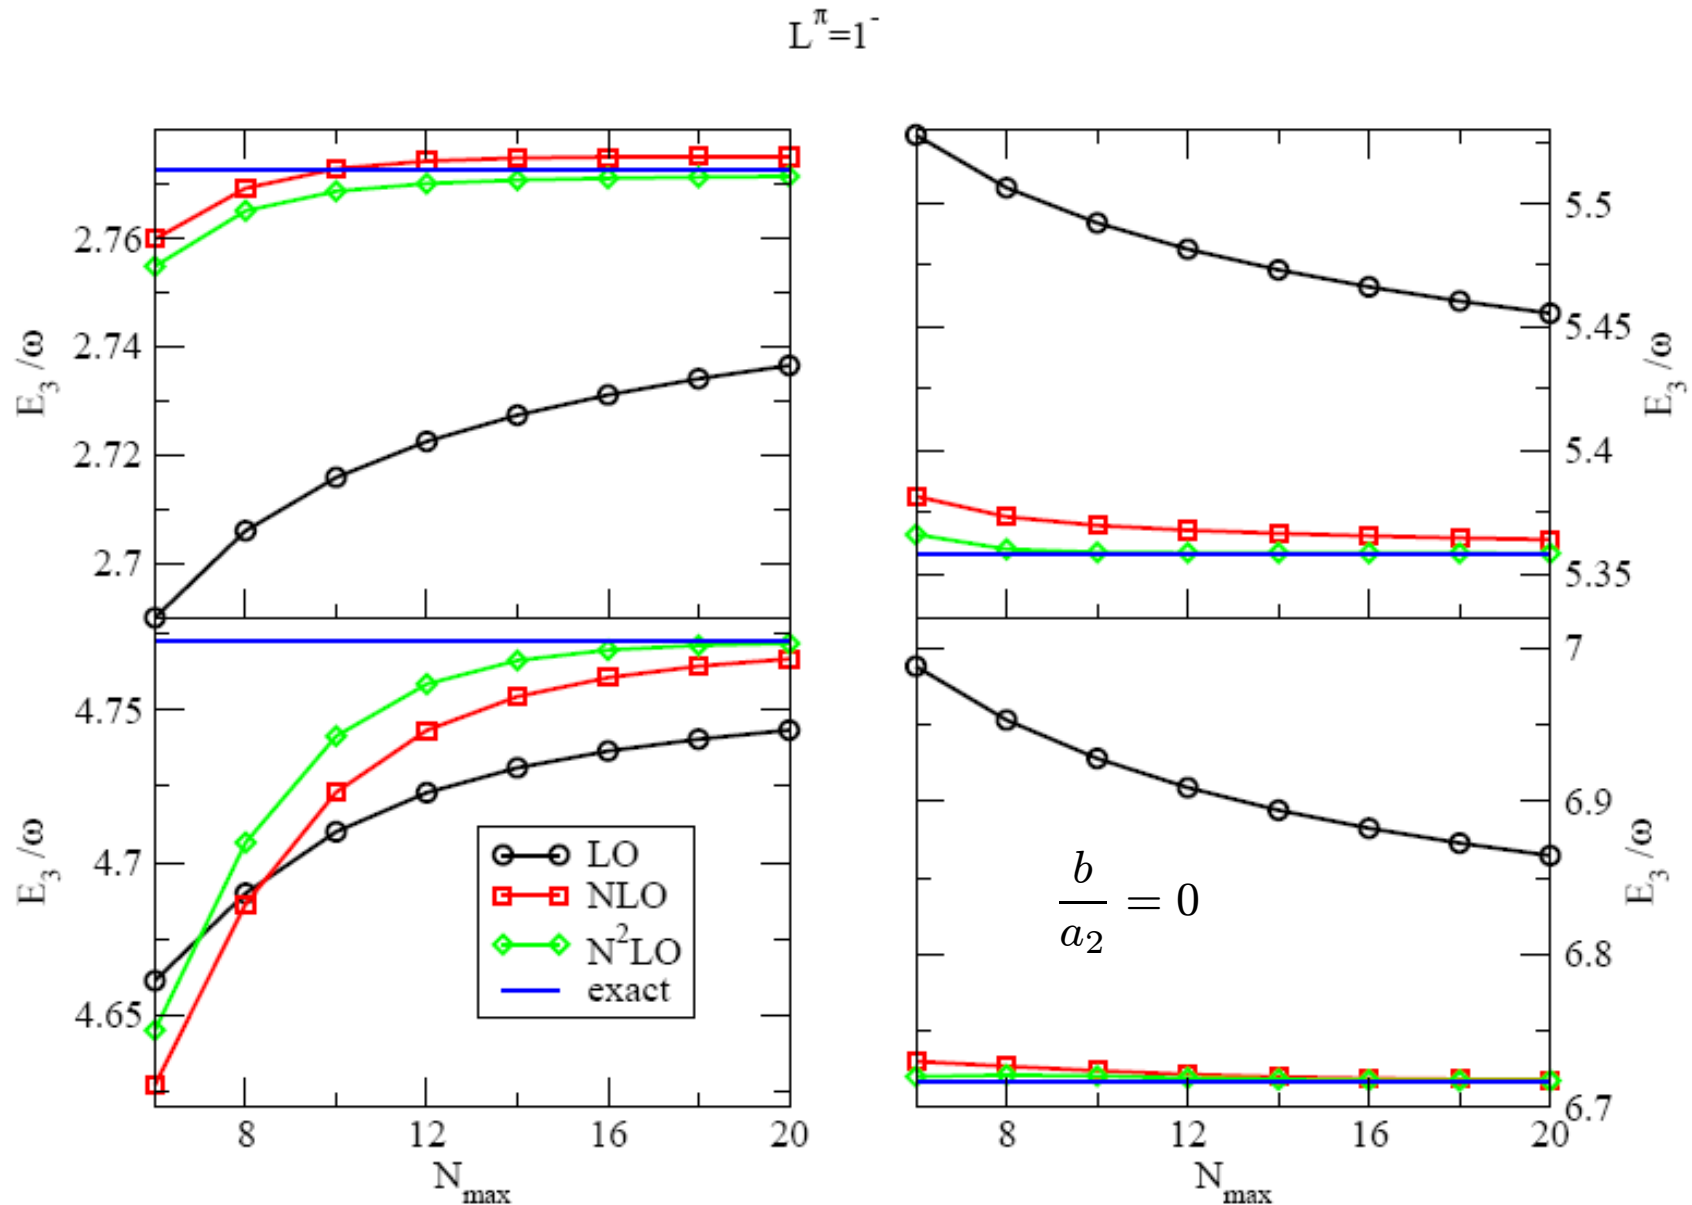 L^π=1^-
2.76
2.74
2.72
2.7
E_3 /ω
5.5
5.45
5.4
5.35
E_3 /ω
4.75
4.7
4.65
E_3 /ω
LO
NLO
N^2LO
exact
b/a_2 = 0
7
6.9
6.8
6.7
E_3 /ω
8 12 16 20
N_max
8 12 16 20
N_max